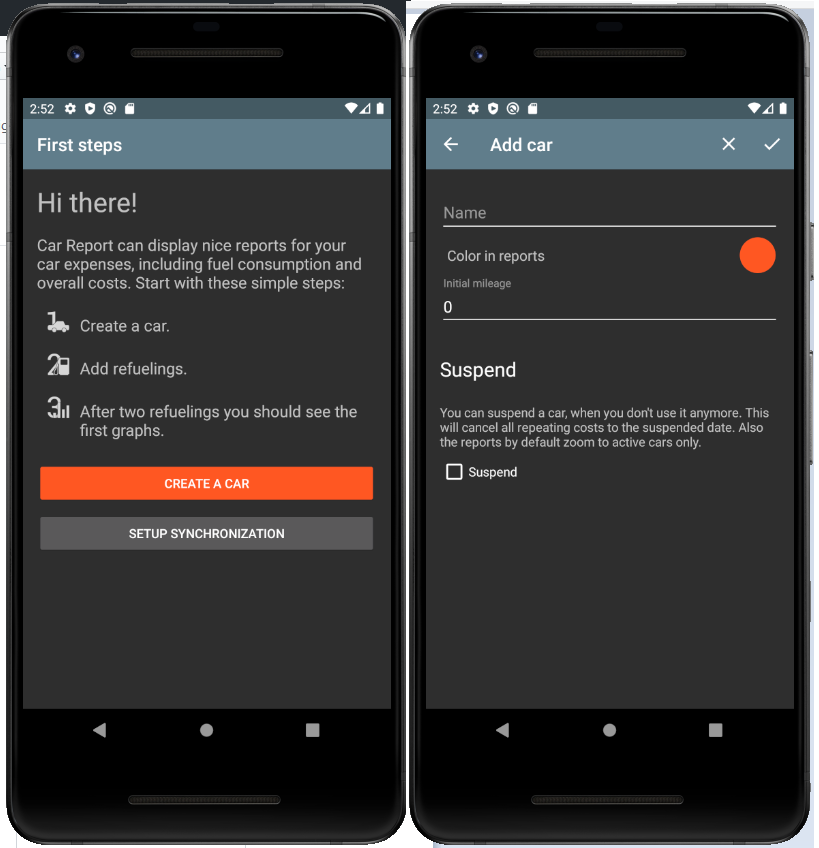 2:52
First steps
Hi there!
Car Report can display nice reports for your
car expenses, including fuel consumption and
overall costs. Start with these simple steps:
1 Create a car.
2 Add refuelings.
3 After two refuelings you should see the
first graphs.
CREATE A CAR
SETUP SYNCHRONIZATION
2:52
Add car
Name
Color in reports
Initial mileage
0
Suspend
You can suspend a car, when you don't use it anymore. This
will cancel all repeating costs to the suspended date. Also
the reports by default zoom to active cars only.
Suspend